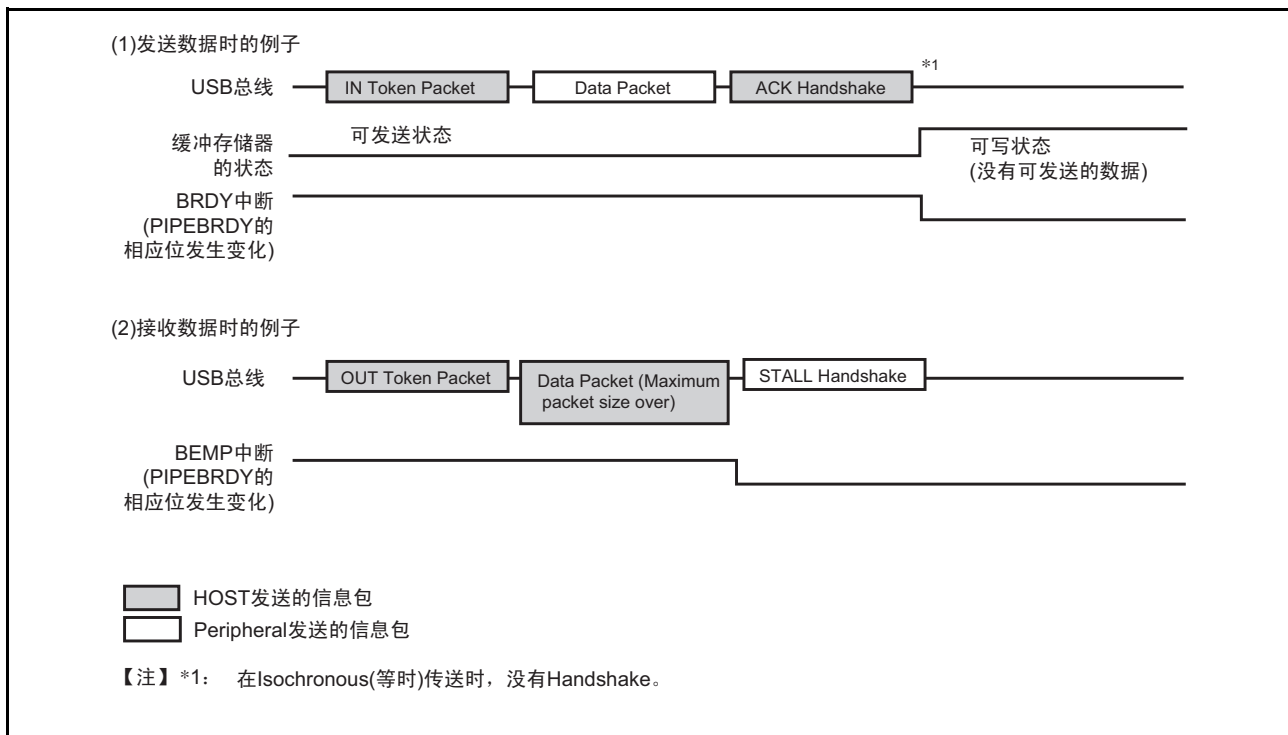 (1)发送数据时的例子
USB总线
IN Token Packet
Data Packet
ACK Handshake
*1
缓冲存储器
的状态
可发送状态
可写状态
(没有可发送的数据)
BRDY中断
(PIPEBRDY的
相应位发生变化)
(2)接收数据时的例子
USB总线
OUT Token Packet
Data Packet (Maximum
packet size over)
STALL Handshake
BEMP中断
(PIPEBRDY的
相应位发生变化)
HOST发送的信息包
Peripheral发送的信息包
【注】*1： 在Isochronous(等时)传送时，没有Handshake。